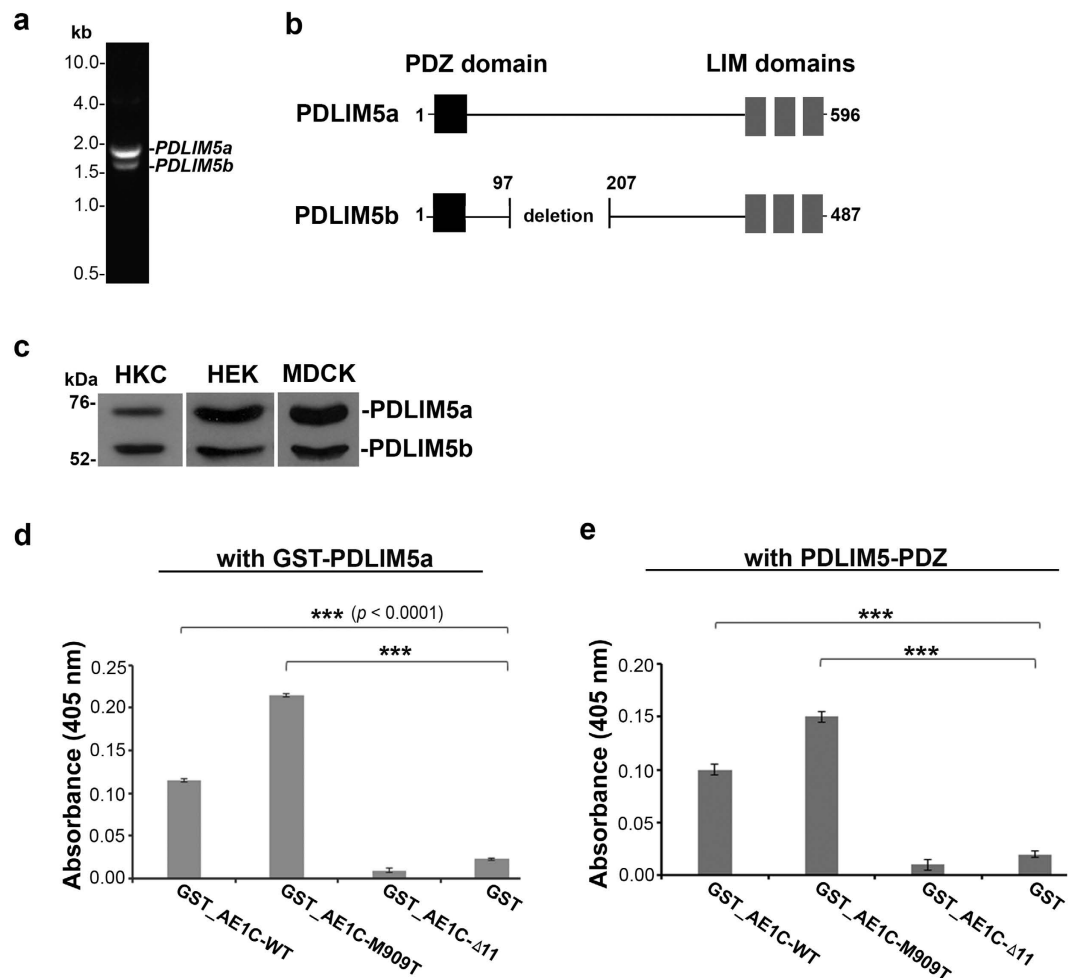 a
kb
10.0-
4.0-
2.0-
1.5-
1.0-
0.5-
-PDLIM5a
-PDLIM5b
b
PDZ domain LIM domains
PDLIM5a 1 596
97 207
PDLIM5b 1 deletion 487
c
kDa HKC HEK MDCK
76- -PDLIM5a
52- -PDLIM5b
d
with GST-PDLIM5a
*** (p < 0.0001)
***
Absorbance (405 nm)
0.25
0.20
0.15
0.10
0.05
0.00
GST_AE1C-WT
GST_AE1C-M909T
GST_AE1C-Δ11
GST
e
with PDLIM5-PDZ
***
***
Absorbance (405 nm)
0.20
0.15
0.10
0.05
0.00
GST_AE1C-WT
GST_AE1C-M909T
GST_AE1C-Δ11
GST